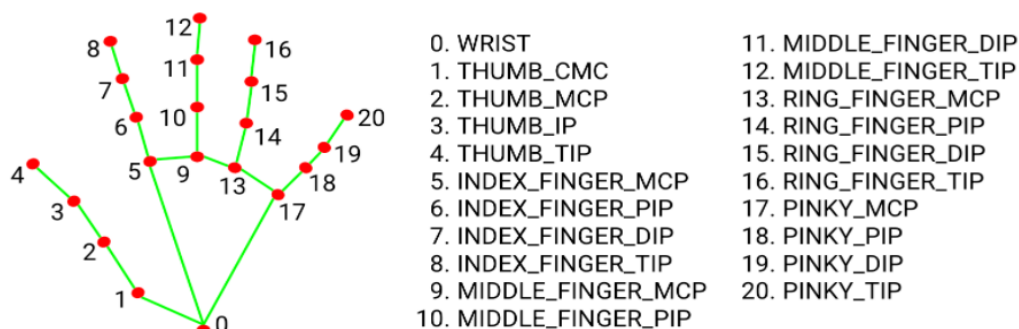 12
16
8
11
7
15
10
20
6
14
19
4
5
9
13
18
3
17
2
1
0
0. WRIST
1. THUMB_CMC
2. THUMB_MCP
3. THUMB_IP
4. THUMB_TIP
5. INDEX_FINGER_MCP
6. INDEX_FINGER_PIP
7. INDEX_FINGER_DIP
8. INDEX_FINGER_TIP
9. MIDDLE_FINGER_MCP
10. MIDDLE_FINGER_PIP
11. MIDDLE_FINGER_DIP
12. MIDDLE_FINGER_TIP
13. RING_FINGER_MCP
14. RING_FINGER_PIP
15. RING_FINGER_DIP
16. RING_FINGER_TIP
17. PINKY_MCP
18. PINKY_PIP
19. PINKY_DIP
20. PINKY_TIP